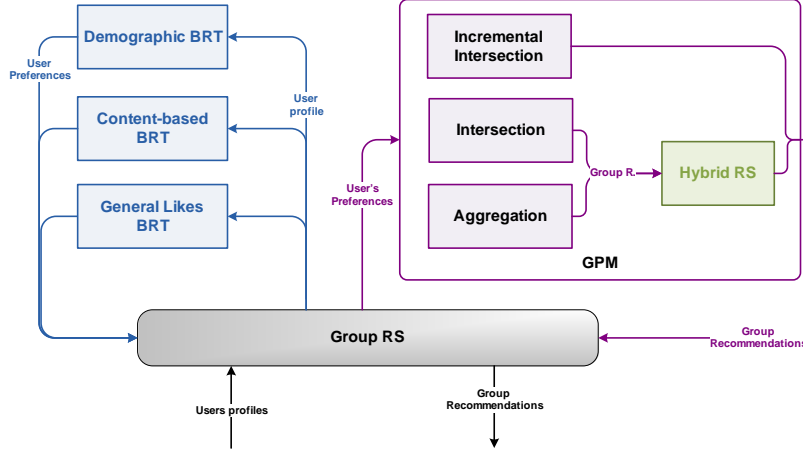 Demographic BRT
User
Preferences
User
profile
Content-based
BRT
General Likes
BRT
Incremental
Intersection
Intersection
Aggregation
Group R.
Hybrid RS
User's
Preferences
GPM
Group RS
Group
Recommendations
Users profiles
Group
Recommendations